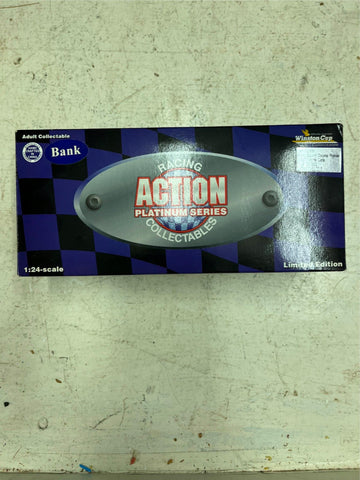 Adult Collectable
Bank
Winston Cup
RACING
ACTION
PLATINUM SERIES
COLLECTABLES
1:24-scale
Limited Edition